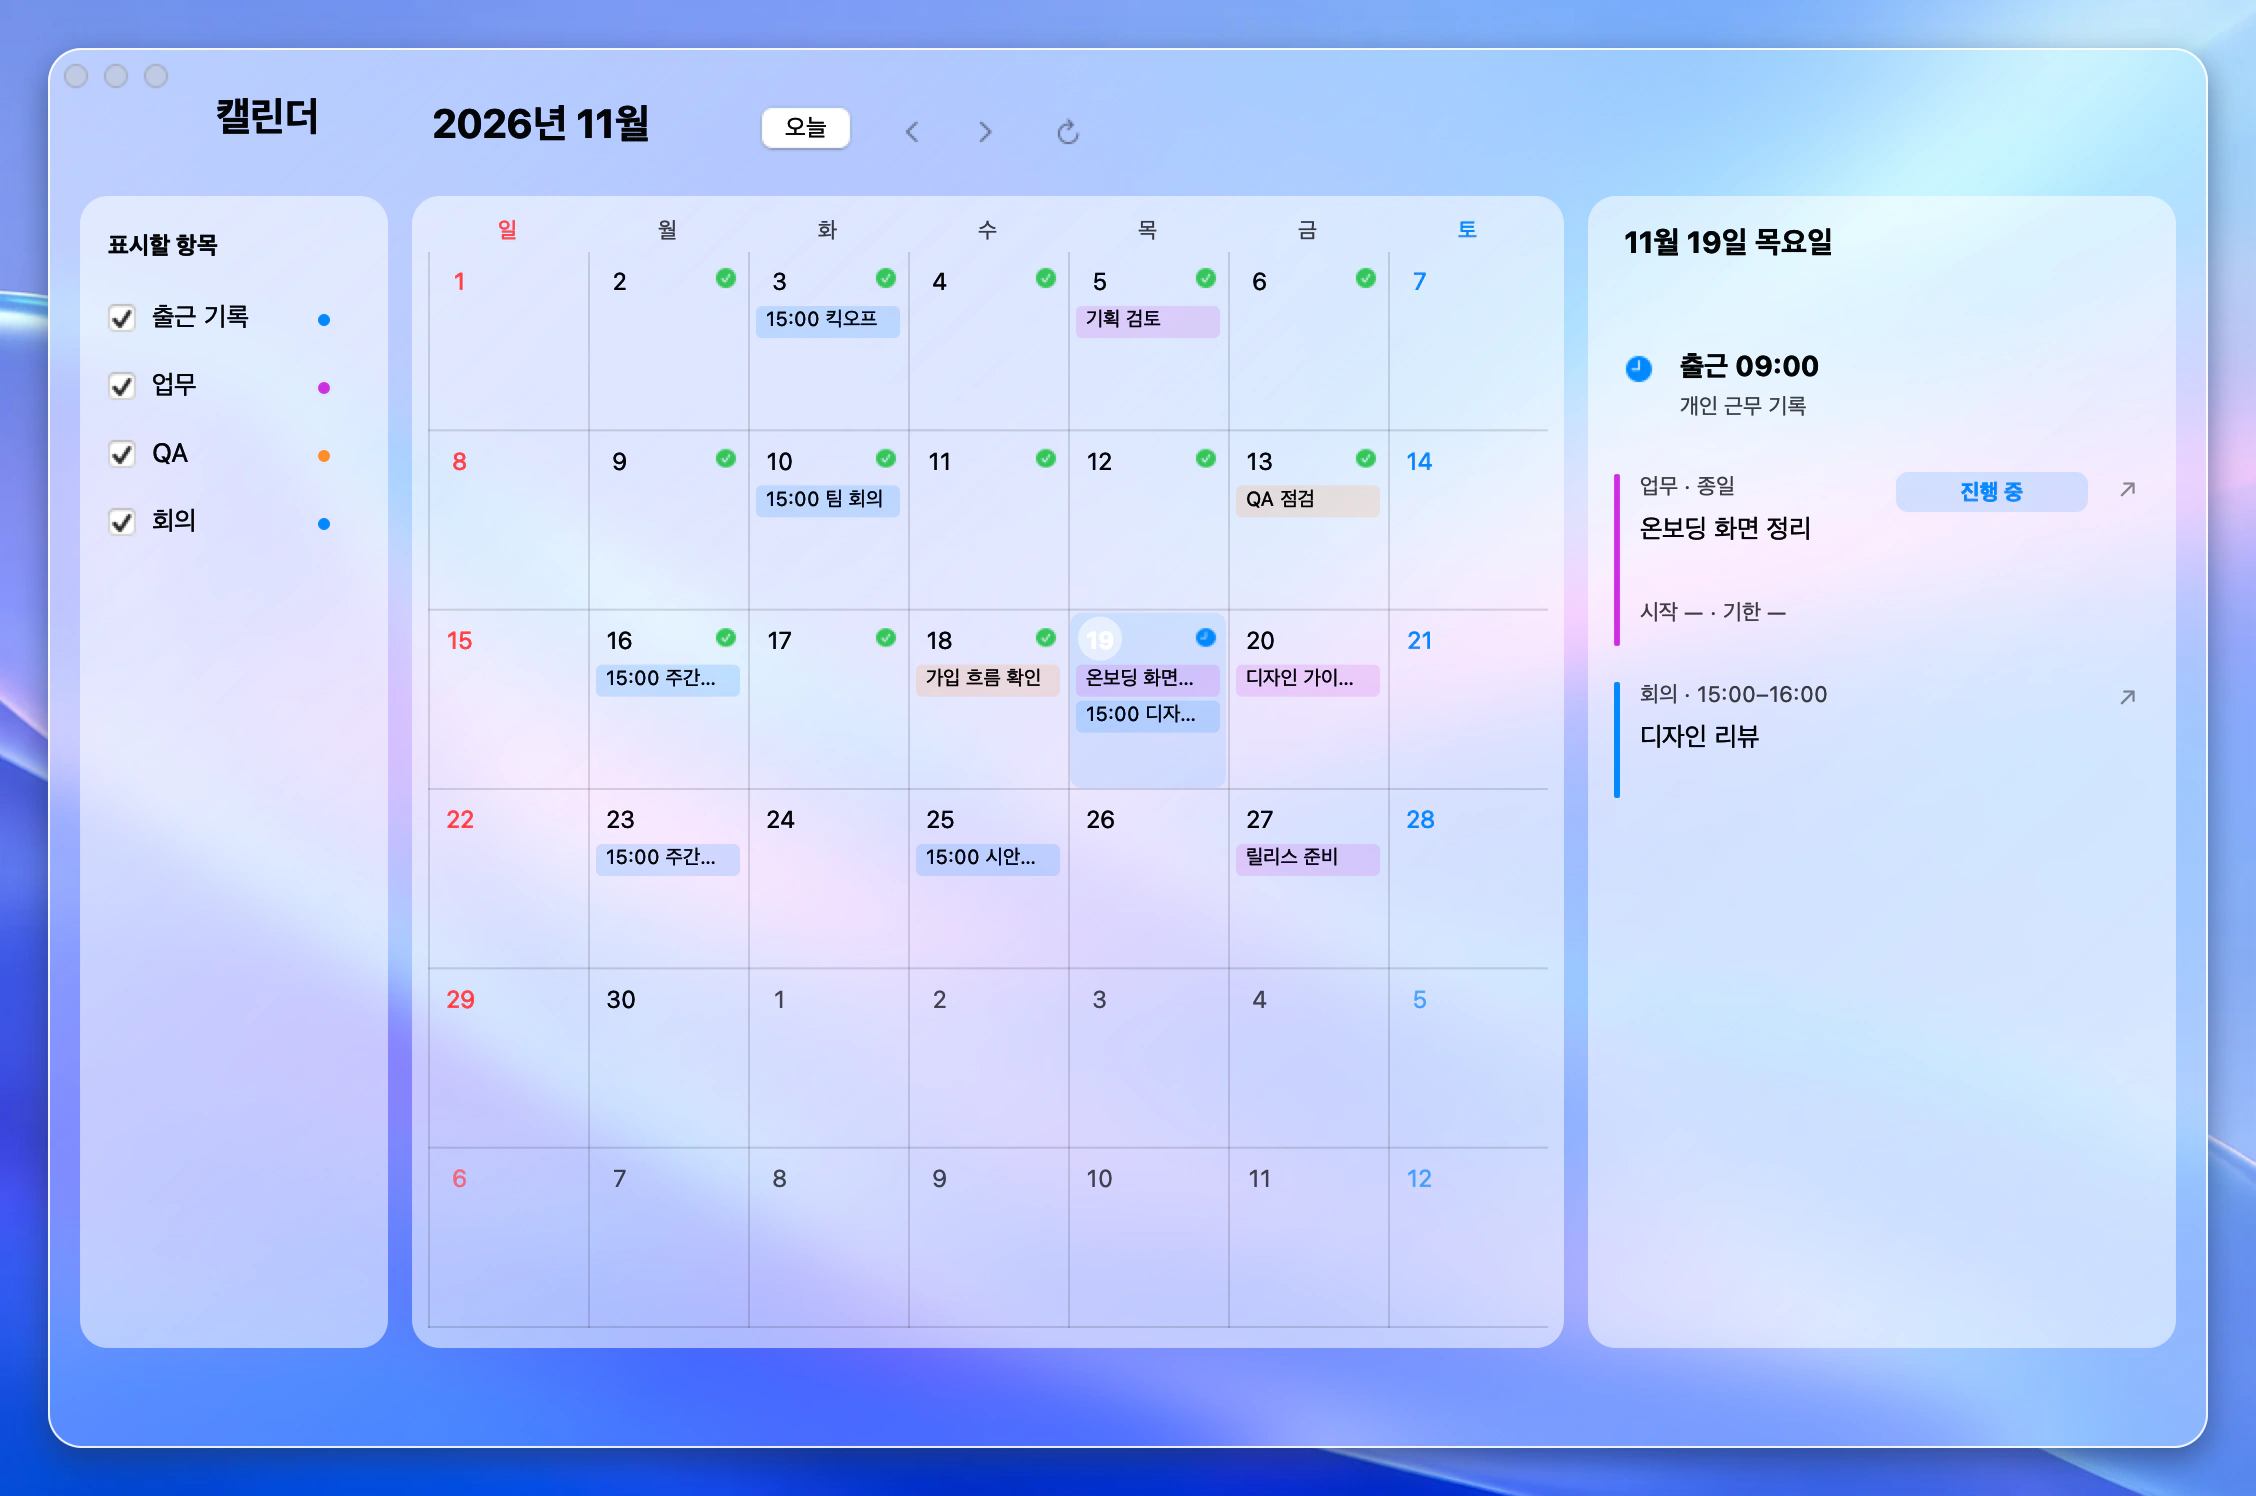 캘린더
2026년 11월
오늘
표시할 항목
출근 기록
업무
QA
회의
일 월 화 수 목 금 토
1 2 3 4 5 6 7
15:00 킥오프
기획 검토
8 9 10 11 12 13 14
15:00 팀 회의
QA 점검
15 16 17 18 19 20 21
15:00 주간...
가입 흐름 확인
온보딩 화면...
디자인 가이...
15:00 디자...
22 23 24 25 26 27 28
15:00 주간...
15:00 시안...
릴리스 준비
29 30 1 2 3 4 5
6 7 8 9 10 11 12
11월 19일 목요일
출근 09:00
개인 근무 기록
업무 · 종일
진행 중
온보딩 화면 정리
시작 — · 기한 —
회의 · 15:00–16:00
디자인 리뷰